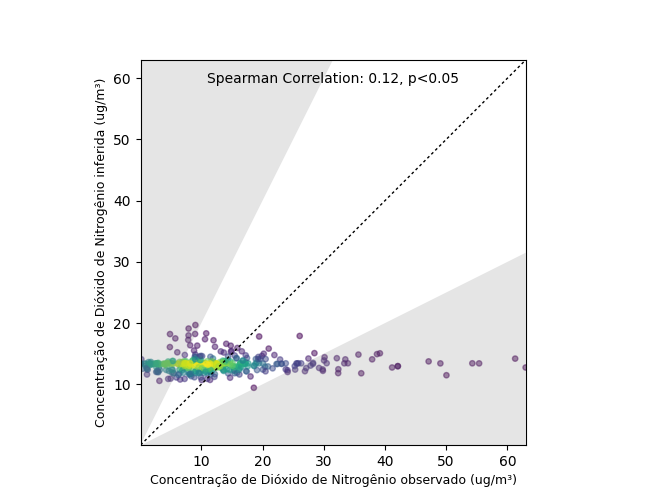 Spearman Correlation: 0.12, p<0.05
Concentração de Dióxido de Nitrogênio inferida (ug/m³)
60
50
40
30
20
10
10 20 30 40 50 60
Concentração de Dióxido de Nitrogênio observado (ug/m³)